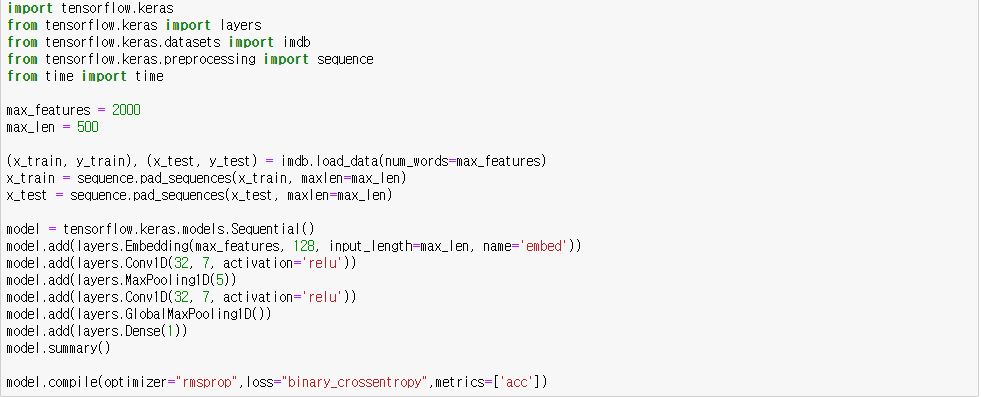 import tensorflow.keras
from tensorflow.keras import layers
from tensorflow.keras.datasets import imdb
from tensorflow.keras.preprocessing import sequence
from time import time
max_features = 2000
max_len = 500
(x_train, y_train), (x_test, y_test) = imdb.load_data(num_words=max_features)
x_train = sequence.pad_sequences(x_train, maxlen=max_len)
x_test = sequence.pad_sequences(x_test, maxlen=max_len)
model = tensorflow.keras.models.Sequential()
model.add(layers.Embedding(max_features, 128, input_length=max_len, name='embed'))
model.add(layers.Conv1D(32, 7, activation='relu'))
model.add(layers.MaxPooling1D(5))
model.add(layers.Conv1D(32, 7, activation='relu'))
model.add(layers.GlobalMaxPooling1D())
model.add(layers.Dense(1))
model.summary()
model.compile(optimizer="rmsprop",loss="binary_crossentropy",metrics=['acc'])